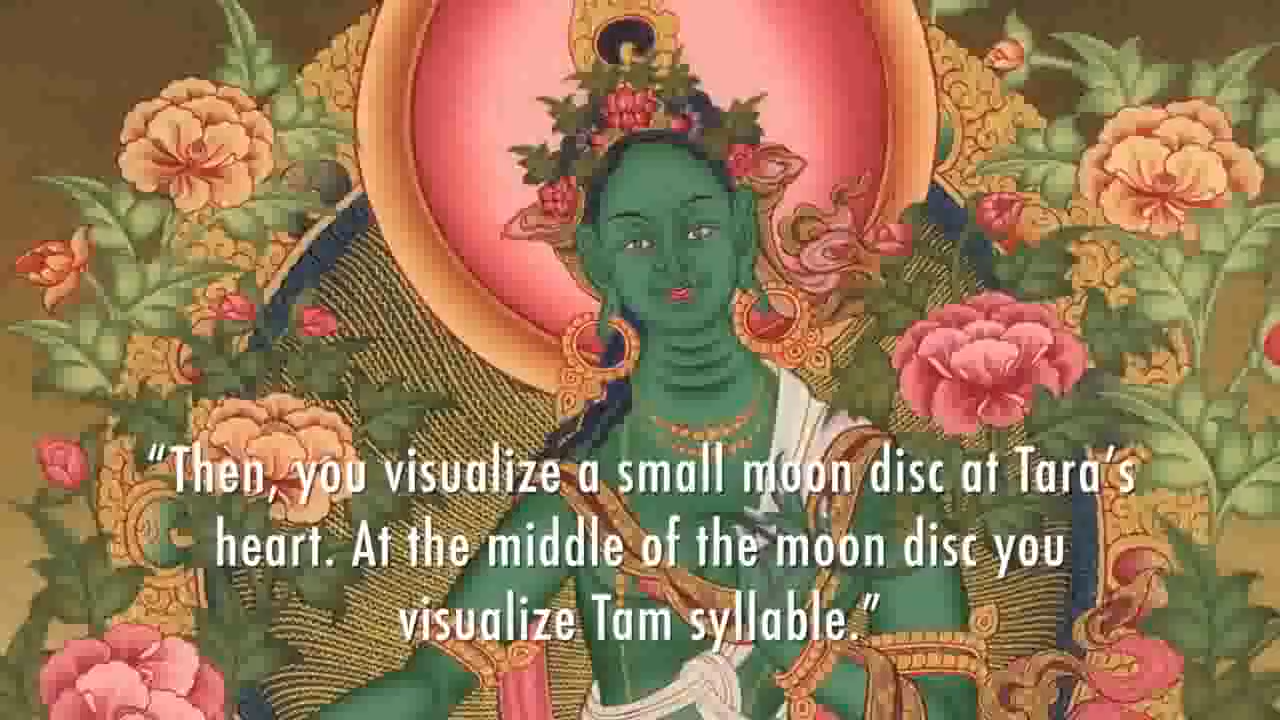 “Then, you visualize a small moon disc at Tara’s
heart. At the middle of the moon disc you
visualize Tam syllable.”